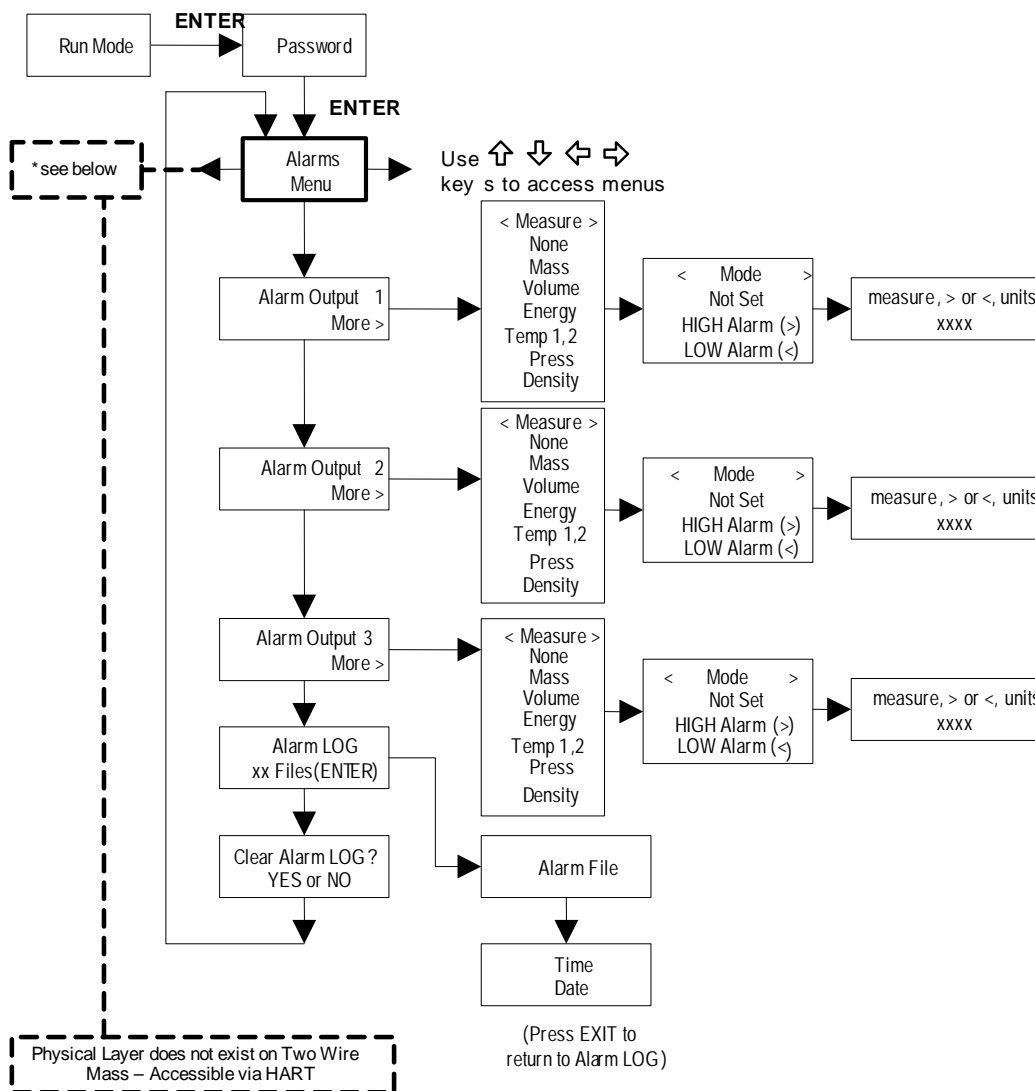 ENTER
Run Mode
Password
ENTER
* see below
Alarms
Menu
Use
key s to access menus
Alarm Output 1
More >
< Measure >
None
Mass
Volume
Energy
Temp 1,2
Press
Density
< Mode >
Not Set
HIGH Alarm (>)
LOW Alarm (<)
measure, > or <, units
xxxx
Alarm Output 2
More >
< Measure >
None
Mass
Volume
Energy
Temp 1,2
Press
Density
< Mode >
Not Set
HIGH Alarm (>)
LOW Alarm (<)
measure, > or <, units
xxxx
Alarm Output 3
More >
< Measure >
None
Mass
Volume
Energy
Temp 1,2
Press
Density
< Mode >
Not Set
HIGH Alarm (>)
LOW Alarm (<)
measure, > or <, units
xxxx
Alarm LOG
xx Files(ENTER)
Clear Alarm LOG?
YES or NO
Alarm File
Time
Date
(Press EXIT to
return to Alarm LOG)
Physical Layer does not exist on Two Wire
Mass – Accessible via HART